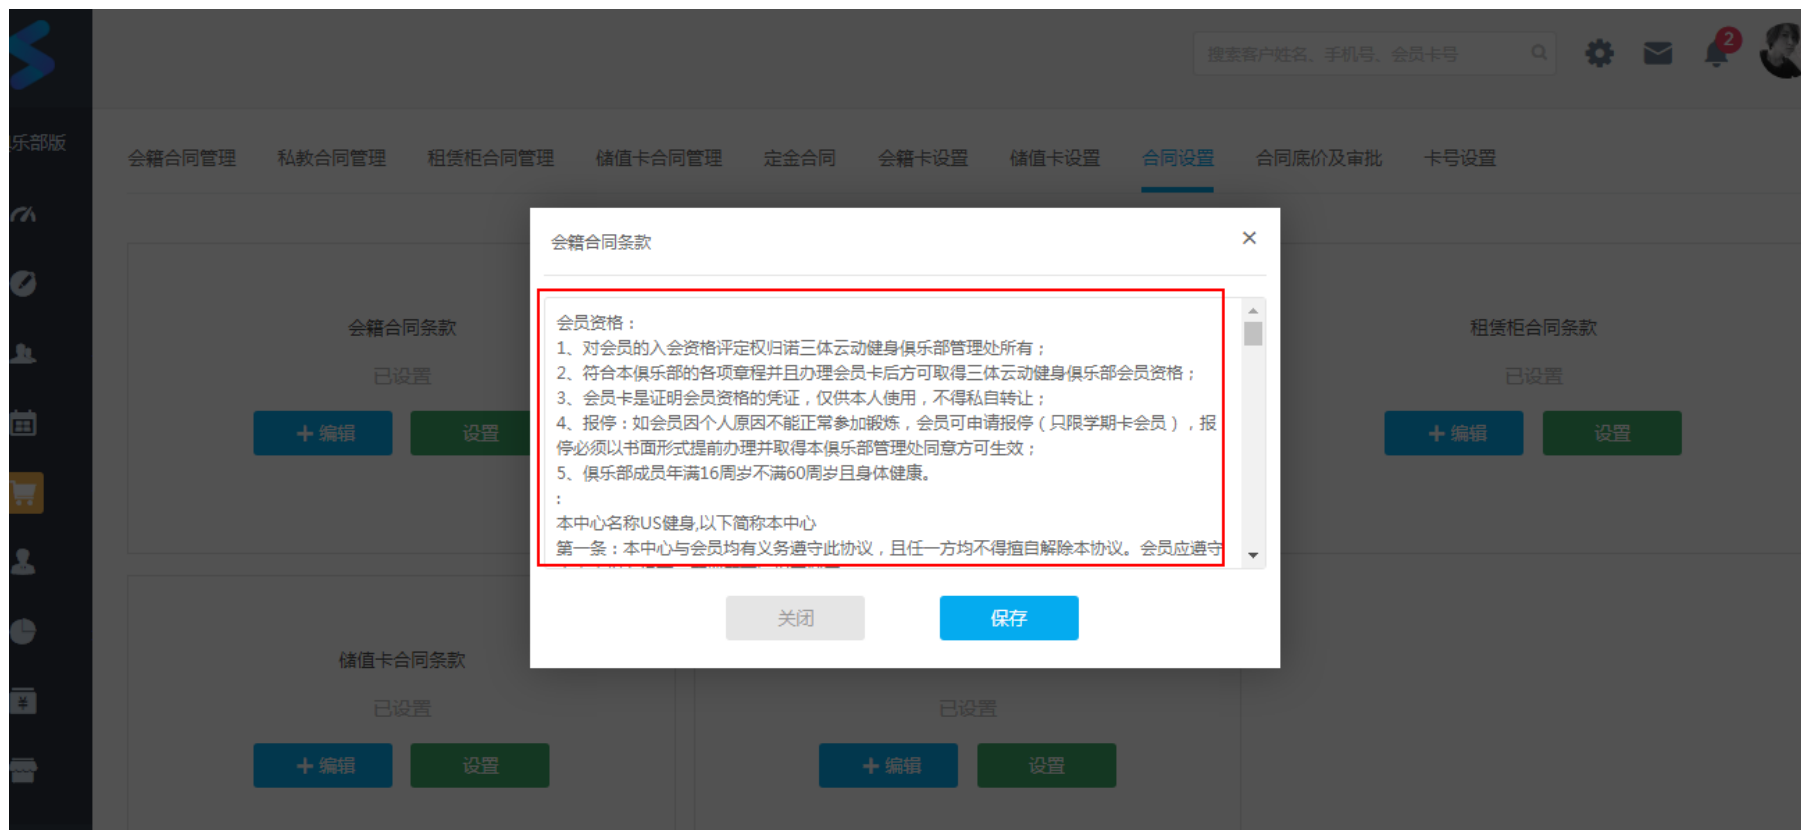 搜索客户姓名、手机号、会员卡号
2
乐部版
会籍合同管理 私教合同管理 租赁柜合同管理 储值卡合同管理 定金合同 会籍卡设置 储值卡设置 合同设置 合同底价及审批 卡号设置
会籍合同条款
会籍合同条款
已设置
+ 编辑 设置
租赁柜合同条款
已设置
+ 编辑 设置
会员资格：
1、对会员的入会资格评定权归诺三体云动健身俱乐部管理处所有；
2、符合本俱乐部的各项章程并且办理会员卡后方可取得三体云动健身俱乐部会员资格；
3、会员卡是证明会员资格的凭证，仅供本人使用，不得私自转让；
4、报停：如会员因个人原因不能正常参加锻炼，会员可申请报停（只限学期卡会员），报
停必须以书面形式提前办理并取得本俱乐部管理处同意方可生效；
5、俱乐部成员年满16周岁不满60周岁且身体健康。
:
本中心名称US健身,以下简称本中心
第一条：本中心与会员均有义务遵守此协议，且任一方均不得擅自解除本协议。会员应遵守
关闭 保存
储值卡合同条款
已设置
+ 编辑 设置
已设置
+ 编辑 设置